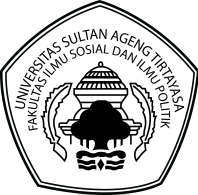 UNIVERSITAS SULTAN AGENG TIRTAYASA
FAKULTAS ILMU SOSIAL DAN ILMU POLITIK